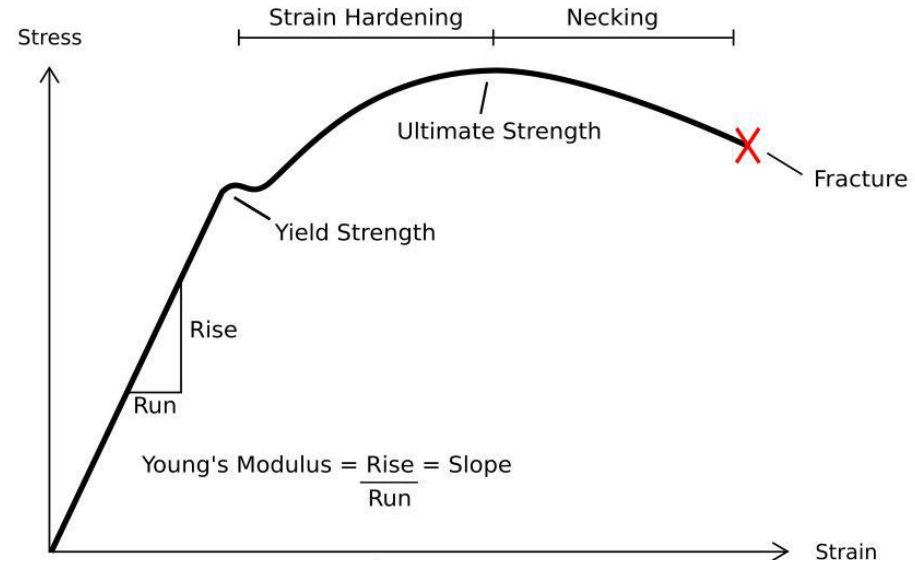 Strain Hardening
Necking
Stress
Ultimate Strength
Fracture
Yield Strength
Rise
Run
Young's Modulus = Rise = Slope
Run
Strain